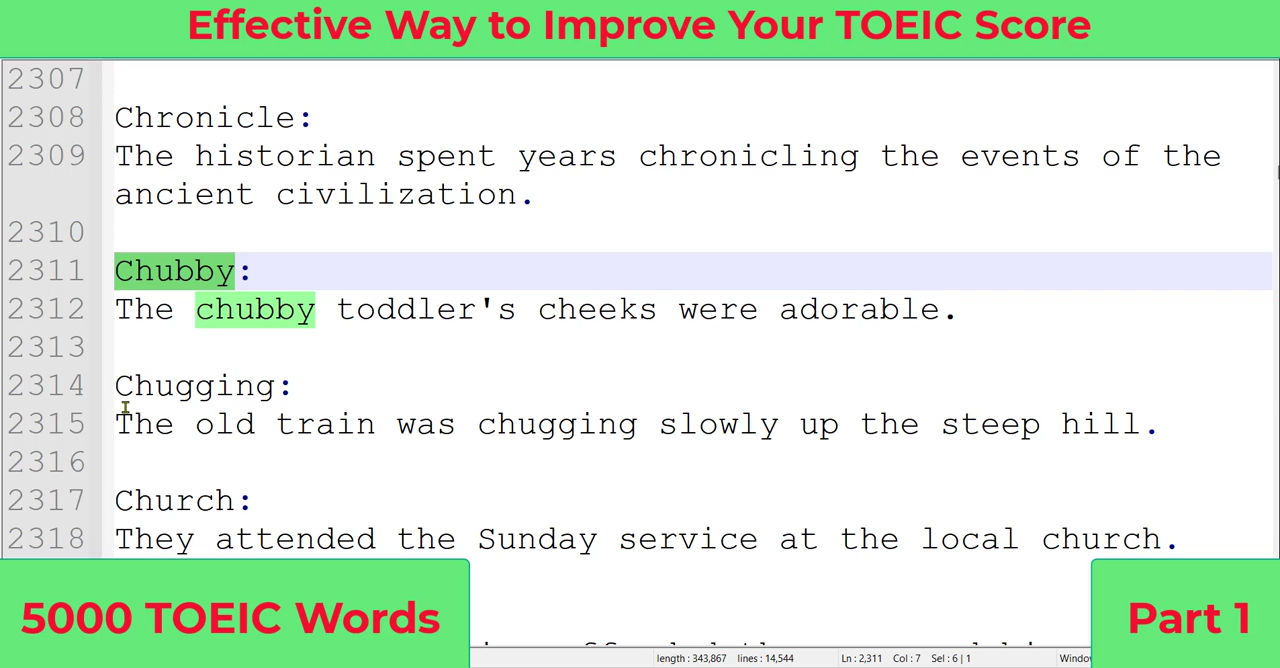 Effective Way to Improve Your TOEIC Score
2307
2308 Chronicle:
2309 The historian spent years chronicling the events of the
ancient civilization.
2310
2311 Chubby:
2312 The chubby toddler's cheeks were adorable.
2313
2314 Chugging:
2315 The old train was chugging slowly up the steep hill.
2316
2317 Church:
2318 They attended the Sunday service at the local church.
5000 TOEIC Words
Part 1
length : 343,867 lines : 14,544 Ln : 2,311 Col : 7 Sel : 6 | 1